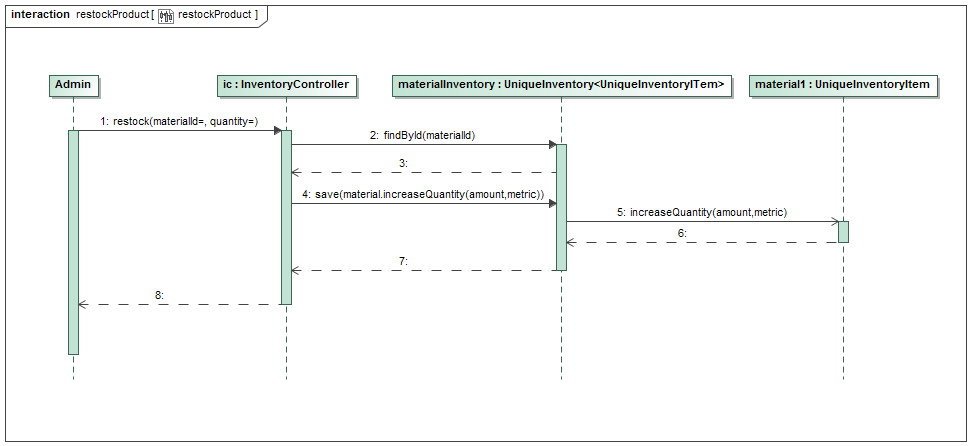 interaction restockProduct [ restockProduct ]
Admin
ic : InventoryController
materialInventory : UniqueInventory<UniqueInventoryITem>
material1 : UniqueInventoryItem
1: restock(materialId=, quantity=)
2: findById(materialId)
3:
4: save(material.increaseQuantity(amount,metric))
5: increaseQuantity(amount,metric)
6:
7:
8: